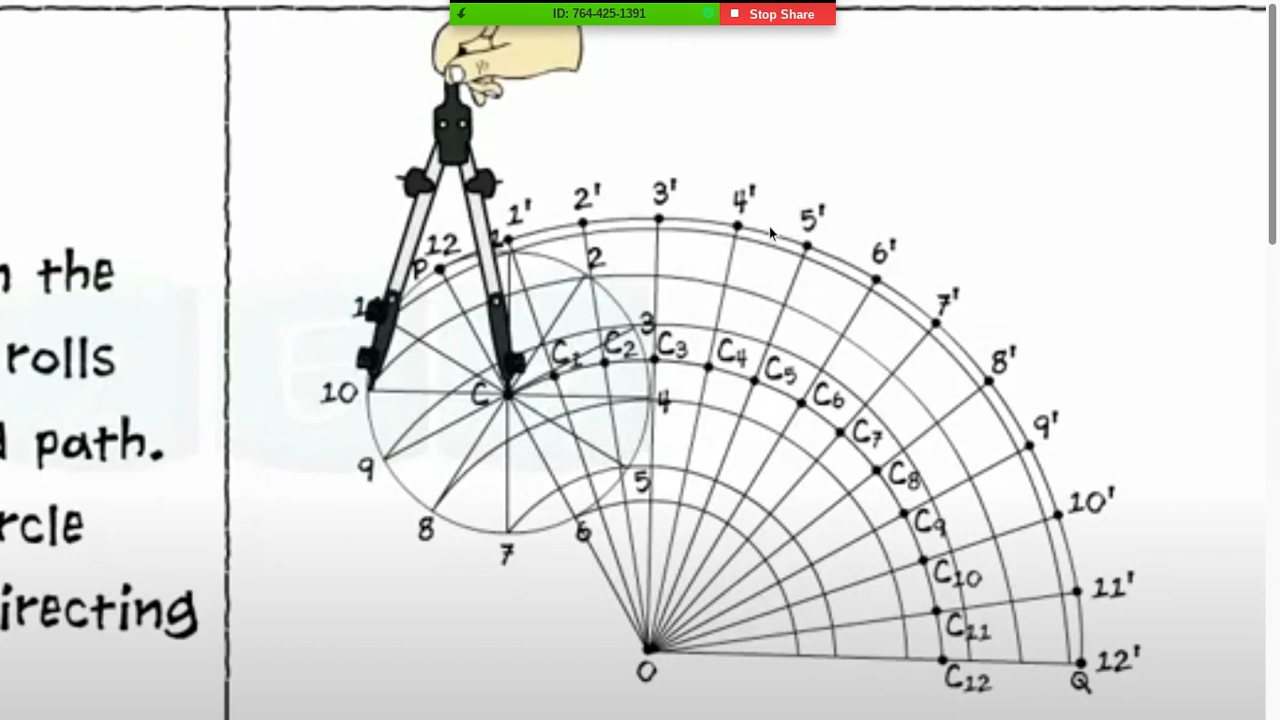 ID: 764-425-1391
Stop Share
the
rolls
path.
rcle
irecting
1'
2'
3'
4'
5'
6'
7'
8'
9'
10'
11'
12'
P
12
2
3
4
5
6
7
8
9
10
C
C1
C2
C3
C4
C5
C6
C7
C8
C9
C10
C11
C12
O
Q